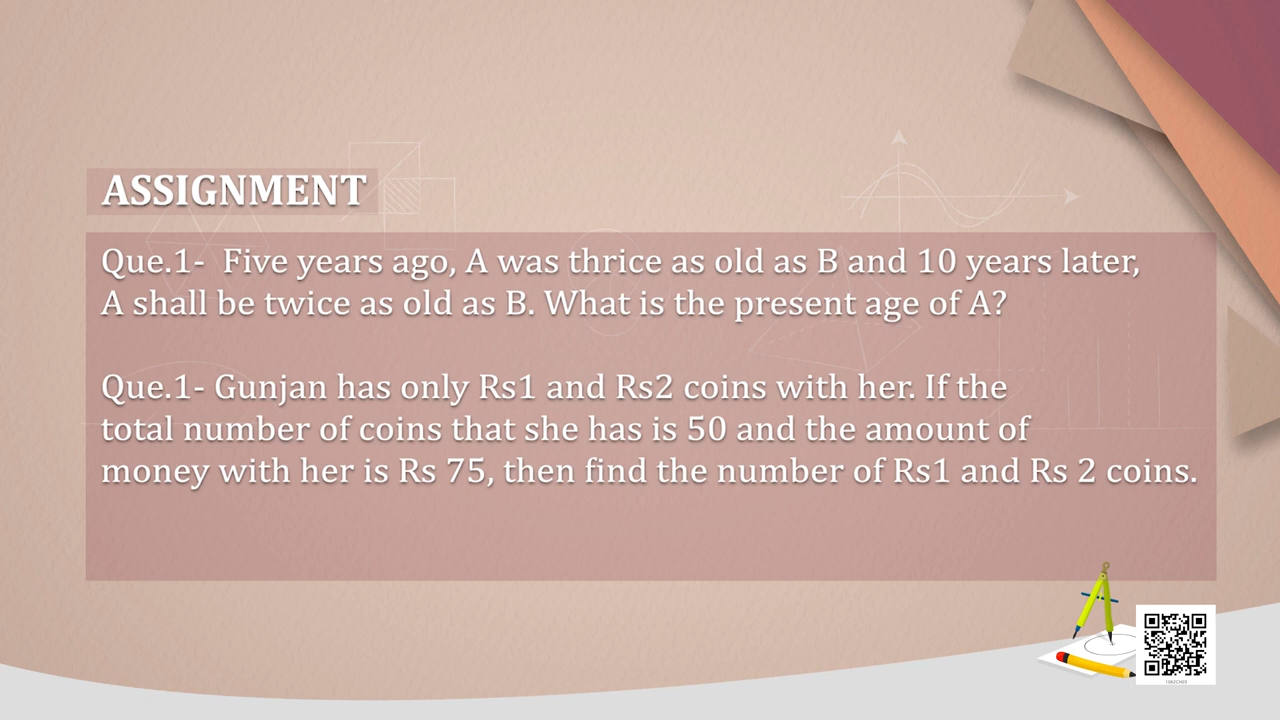 ASSIGNMENT
Que.1-  Five years ago, A was thrice as old as B and 10 years later,
A shall be twice as old as B. What is the present age of A?
Que.1- Gunjan has only Rs1 and Rs2 coins with her. If the
total number of coins that she has is 50 and the amount of
money with her is Rs 75, then find the number of Rs1 and Rs 2 coins.